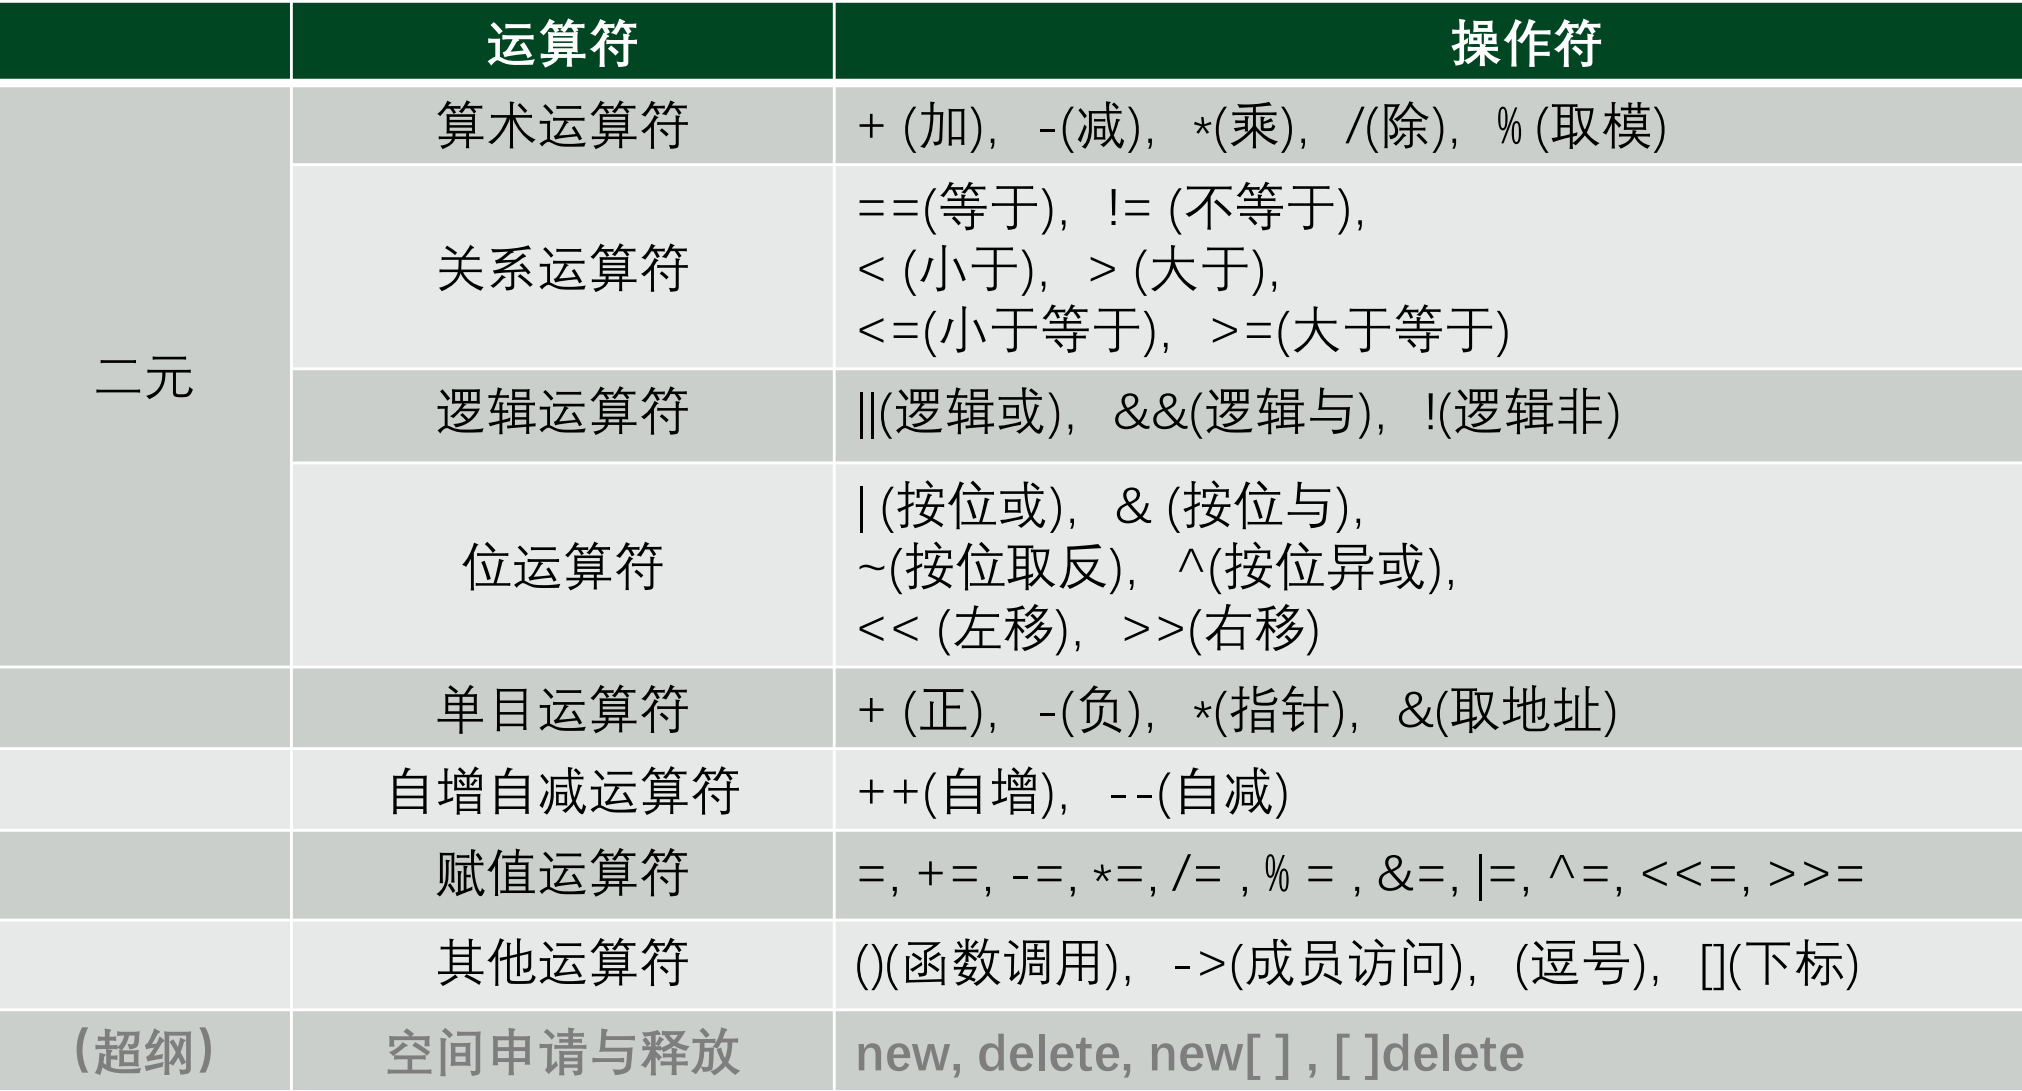 运算符 操作符
二元
算术运算符 + (加), -(减), *(乘), /(除), % (取模)
关系运算符
==(等于), != (不等于),
< (小于), > (大于),
<=(小于等于), >=(大于等于)
逻辑运算符 ||(逻辑或), &&(逻辑与), !(逻辑非)
位运算符
| (按位或), & (按位与),
~(按位取反), ^(按位异或),
<< (左移), >>(右移)
单目运算符 + (正), -(负), *(指针), &(取地址)
自增自减运算符 ++(自增), --(自减)
赋值运算符 =, +=, -=, *=, /= , % = , &=, |=, ^=, <<=, >>=
其他运算符 ()(函数调用), ->(成员访问), (逗号), [](下标)
(超纲) 空间申请与释放 new, delete, new[ ] , [ ]delete